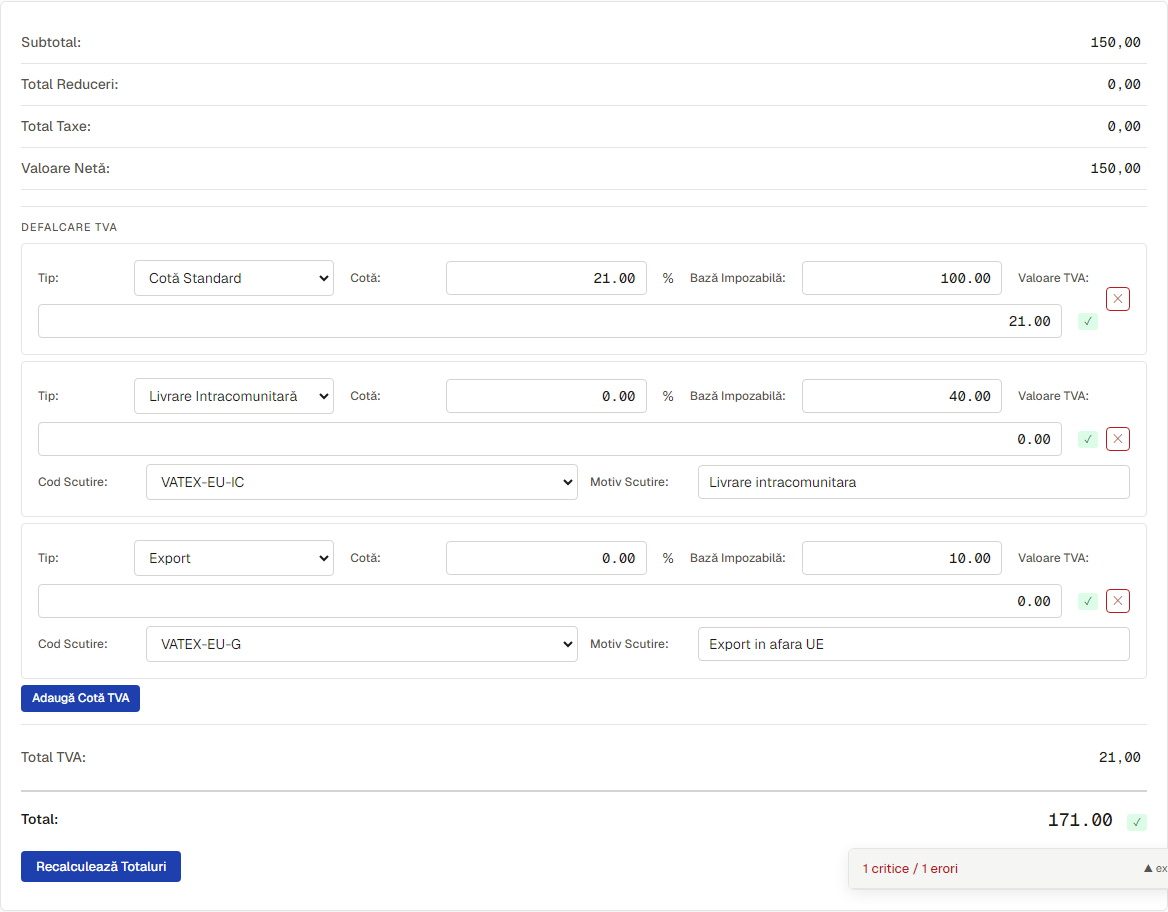 Subtotal: 150,00
Total Reduceri: 0,00
Total Taxe: 0,00
Valoare Netă: 150,00
DEFALCARE TVA
Tip: Cotă Standard Cotă: 21.00 % Bază Impozabilă: 100.00 Valoare TVA:
21.00 ✓
Tip: Livrare Intracomunitară Cotă: 0.00 % Bază Impozabilă: 40.00 Valoare TVA:
0.00 ✓
Cod Scutire: VATEX-EU-IC Motiv Scutire: Livrare intracomunitara
Tip: Export Cotă: 0.00 % Bază Impozabilă: 10.00 Valoare TVA:
0.00 ✓
Cod Scutire: VATEX-EU-G Motiv Scutire: Export in afara UE
Adaugă Cotă TVA
Total TVA: 21,00
Total: 171.00 ✓
Recalculează Totaluri
1 critice / 1 erori ▲ ex